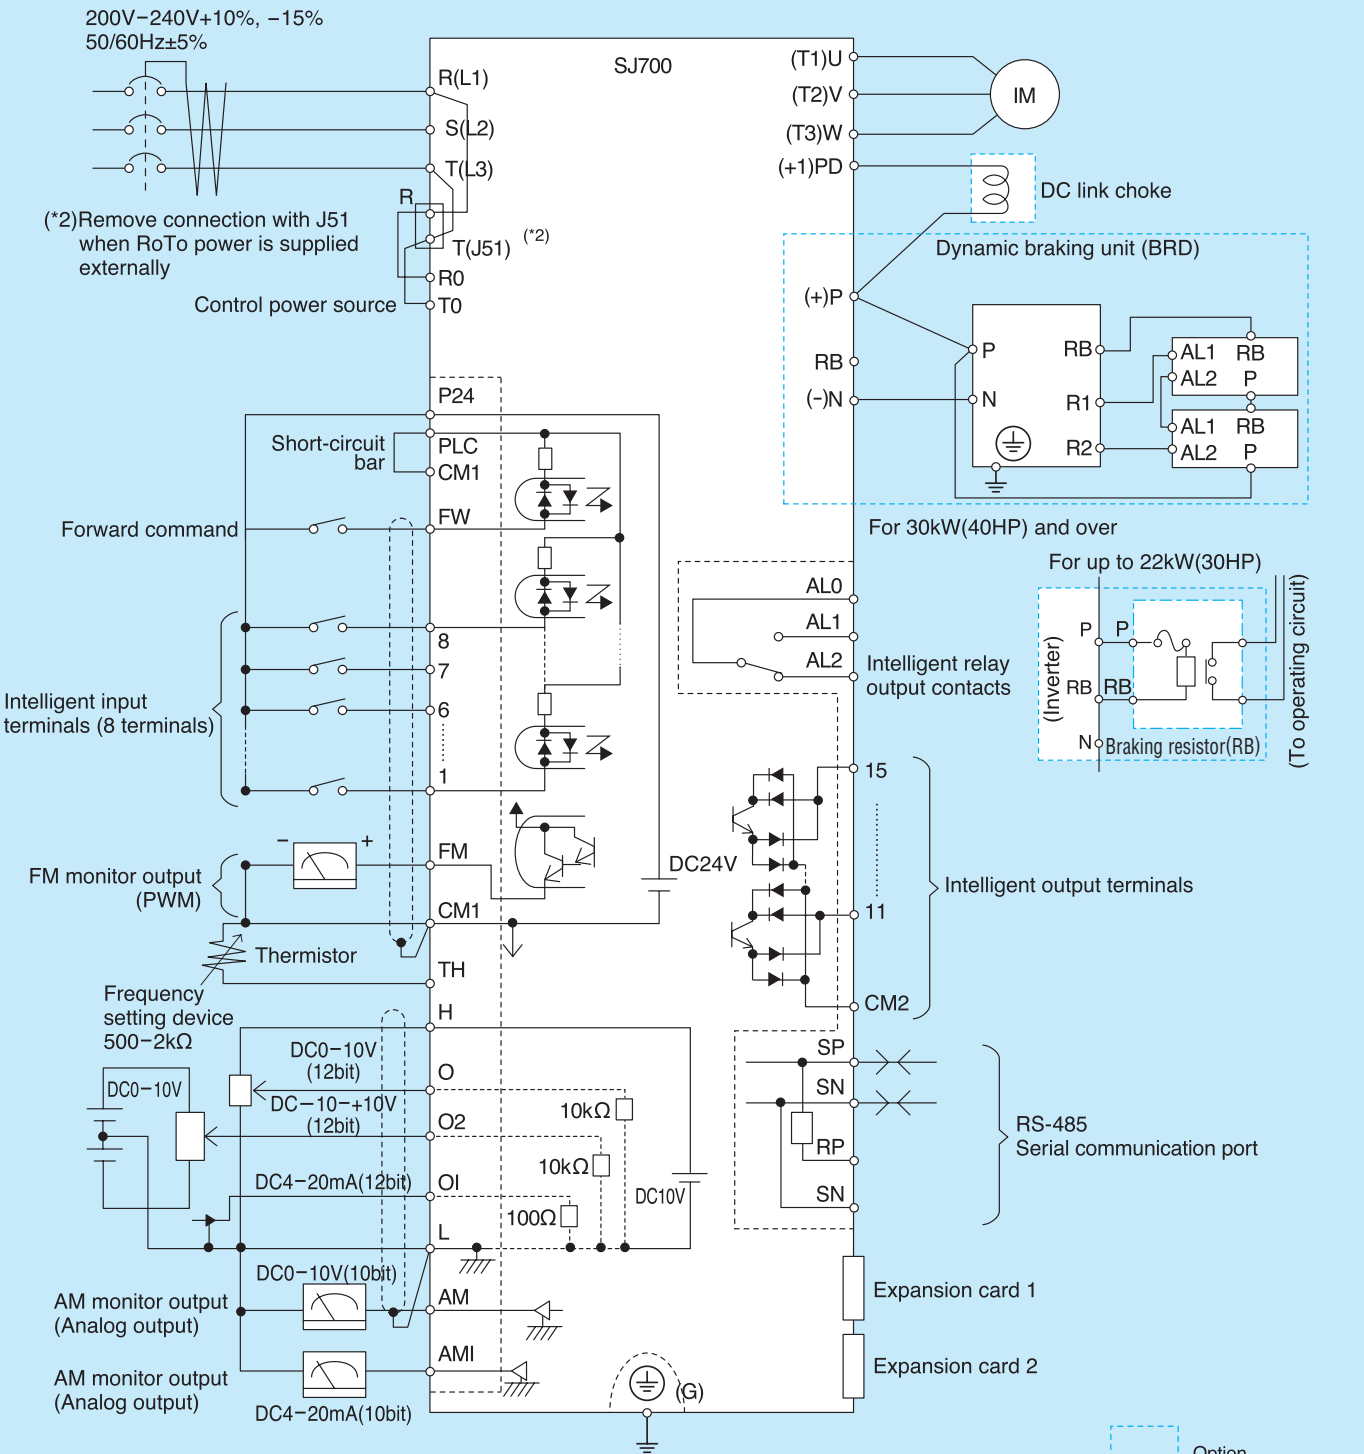 200V−240V+10%, −15%
50/60Hz±5%
R(L1)
S(L2)
T(L3)
R
T(J51) (*2)
R0
T0
(*2)Remove connection with J51
when RoTo power is supplied
externally
Control power source
SJ700
(T1)U
(T2)V
(T3)W
(+1)PD
IM
DC link choke
Dynamic braking unit (BRD)
(+)P
RB
(-)N
P
N
RB
R1
R2
AL1 RB
AL2 P
AL1 RB
AL2 P
For 30kW(40HP) and over
For up to 22kW(30HP)
(Inverter)
P
P
RB
RB
N
Braking resistor(RB)
(To operating circuit)
P24
Short-circuit
bar
PLC
CM1
Forward command
FW
8
7
6
1
Intelligent input
terminals (8 terminals)
AL0
AL1
AL2
Intelligent relay
output contacts
15
11
CM2
Intelligent output terminals
− +
FM monitor output
(PWM)
FM
DC24V
CM1
Thermistor
TH
Frequency
setting device
500−2kΩ
H
DC0−10V
(12bit)
O
DC0−10V
DC−10−+10V
(12bit)
O2
10kΩ
10kΩ
DC4−20mA(12bit)
OI
100Ω
DC10V
L
SP
SN
RP
SN
RS-485
Serial communication port
DC0−10V(10bit)
AM monitor output
(Analog output)
AM
AMI
AM monitor output
(Analog output)
DC4−20mA(10bit)
(G)
Expansion card 1
Expansion card 2
Option